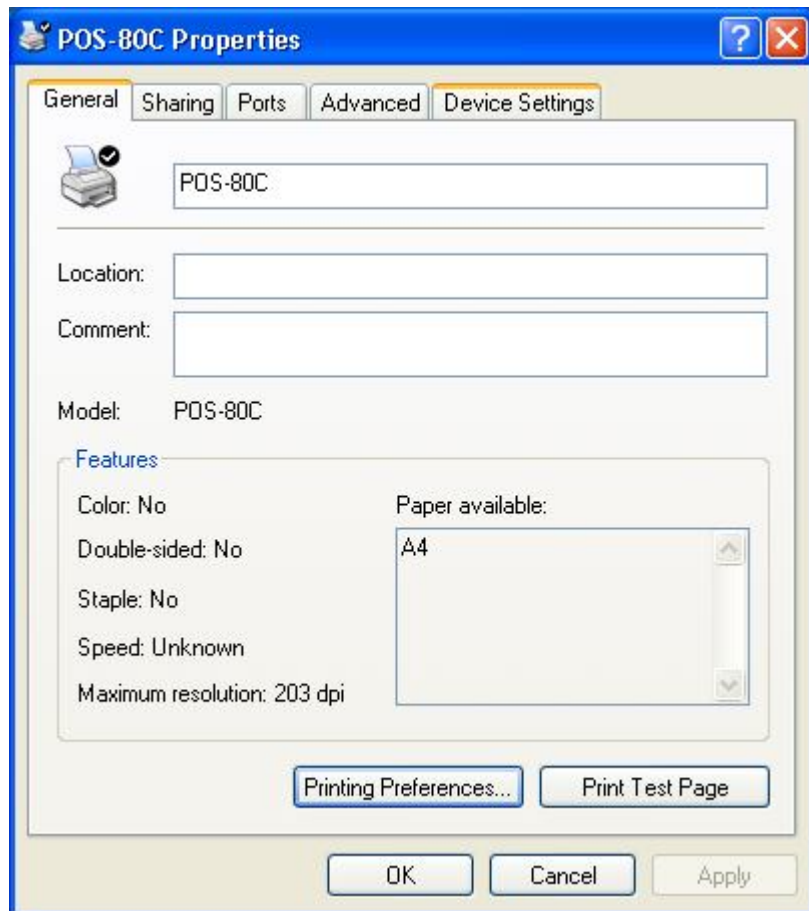 POS-80C Properties
General Sharing Ports Advanced Device Settings
POS-80C
Location:
Comment:
Model: POS-80C
Features
Color: No
Paper available:
Double-sided: No
A4
Staple: No
Speed: Unknown
Maximum resolution: 203 dpi
Printing Preferences... Print Test Page
OK Cancel Apply